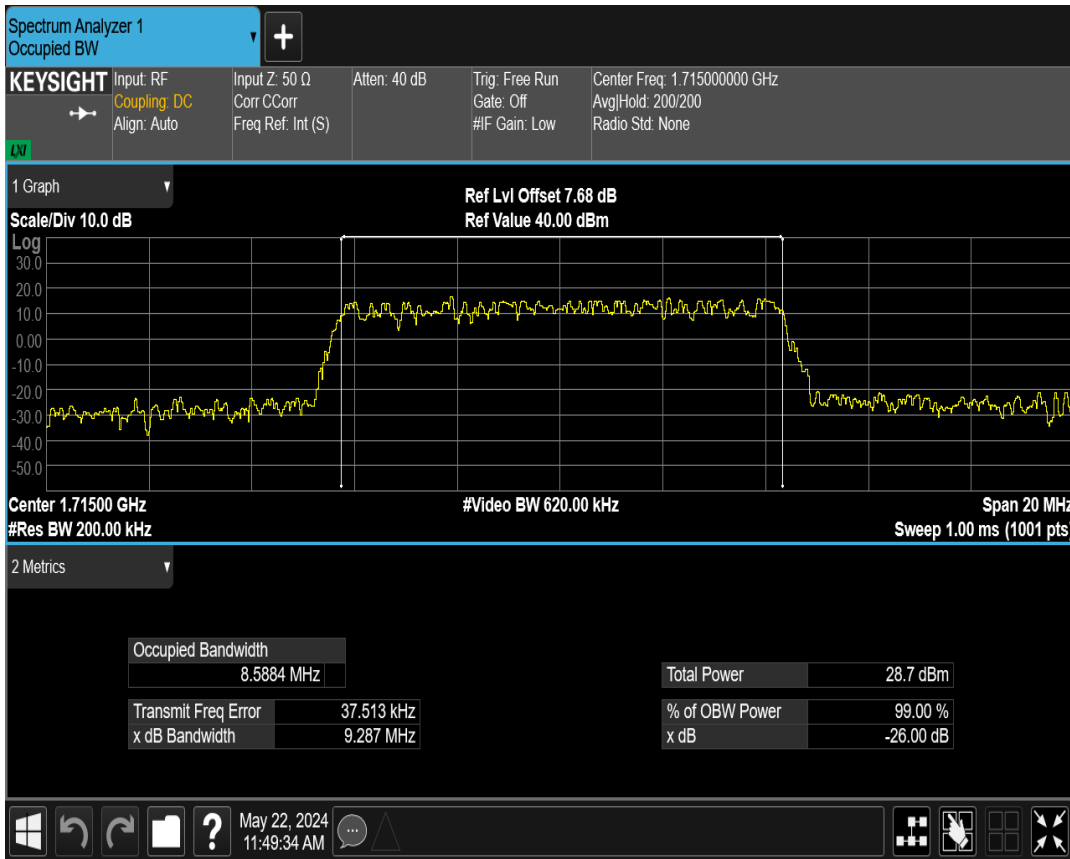 Spectrum Analyzer 1
Occupied BW
+
KEYSIGHT
LXI
Input: RF
Coupling: DC
Align: Auto
Input Z: 50 Ω
Corr CCorr
Freq Ref: Int (S)
Atten: 40 dB
Trig: Free Run
Gate: Off
#IF Gain: Low
Center Freq: 1.715000000 GHz
Avg|Hold: 200/200
Radio Std: None
1 Graph
Scale/Div 10.0 dB
Ref Lvl Offset 7.68 dB
Ref Value 40.00 dBm
Log
30.0
20.0
10.0
0.00
-10.0
-20.0
-30.0
-40.0
-50.0
Center 1.71500 GHz
#Video BW 620.00 kHz
Span 20 MHz
#Res BW 200.00 kHz
Sweep 1.00 ms (1001 pts)
2 Metrics
Occupied Bandwidth
8.5884 MHz
Total Power 28.7 dBm
Transmit Freq Error 37.513 kHz
% of OBW Power 99.00 %
x dB Bandwidth 9.287 MHz
x dB -26.00 dB
?
May 22, 2024
11:49:34 AM
...